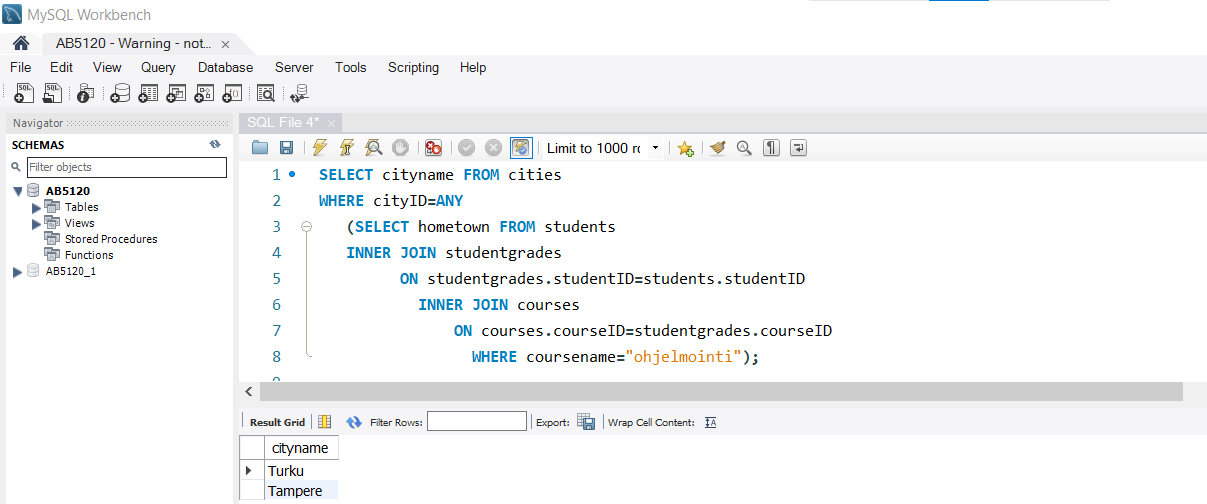 MySQL Workbench
AB5120 - Warning - not... ×
File Edit View Query Database Server Tools Scripting Help
Navigator
SQL File 4* ×
SCHEMAS
Filter objects
AB5120
Tables
Views
Stored Procedures
Functions
AB5120_1
Limit to 1000 rc
1 SELECT cityname FROM cities
2 WHERE cityID=ANY
3 (SELECT hometown FROM students
4 INNER JOIN studentgrades
5 ON studentgrades.studentID=students.studentID
6 INNER JOIN courses
7 ON courses.courseID=studentgrades.courseID
8 WHERE coursename="ohjelmointi");
Result Grid Filter Rows: Export: Wrap Cell Content:
cityname
Turku
Tampere